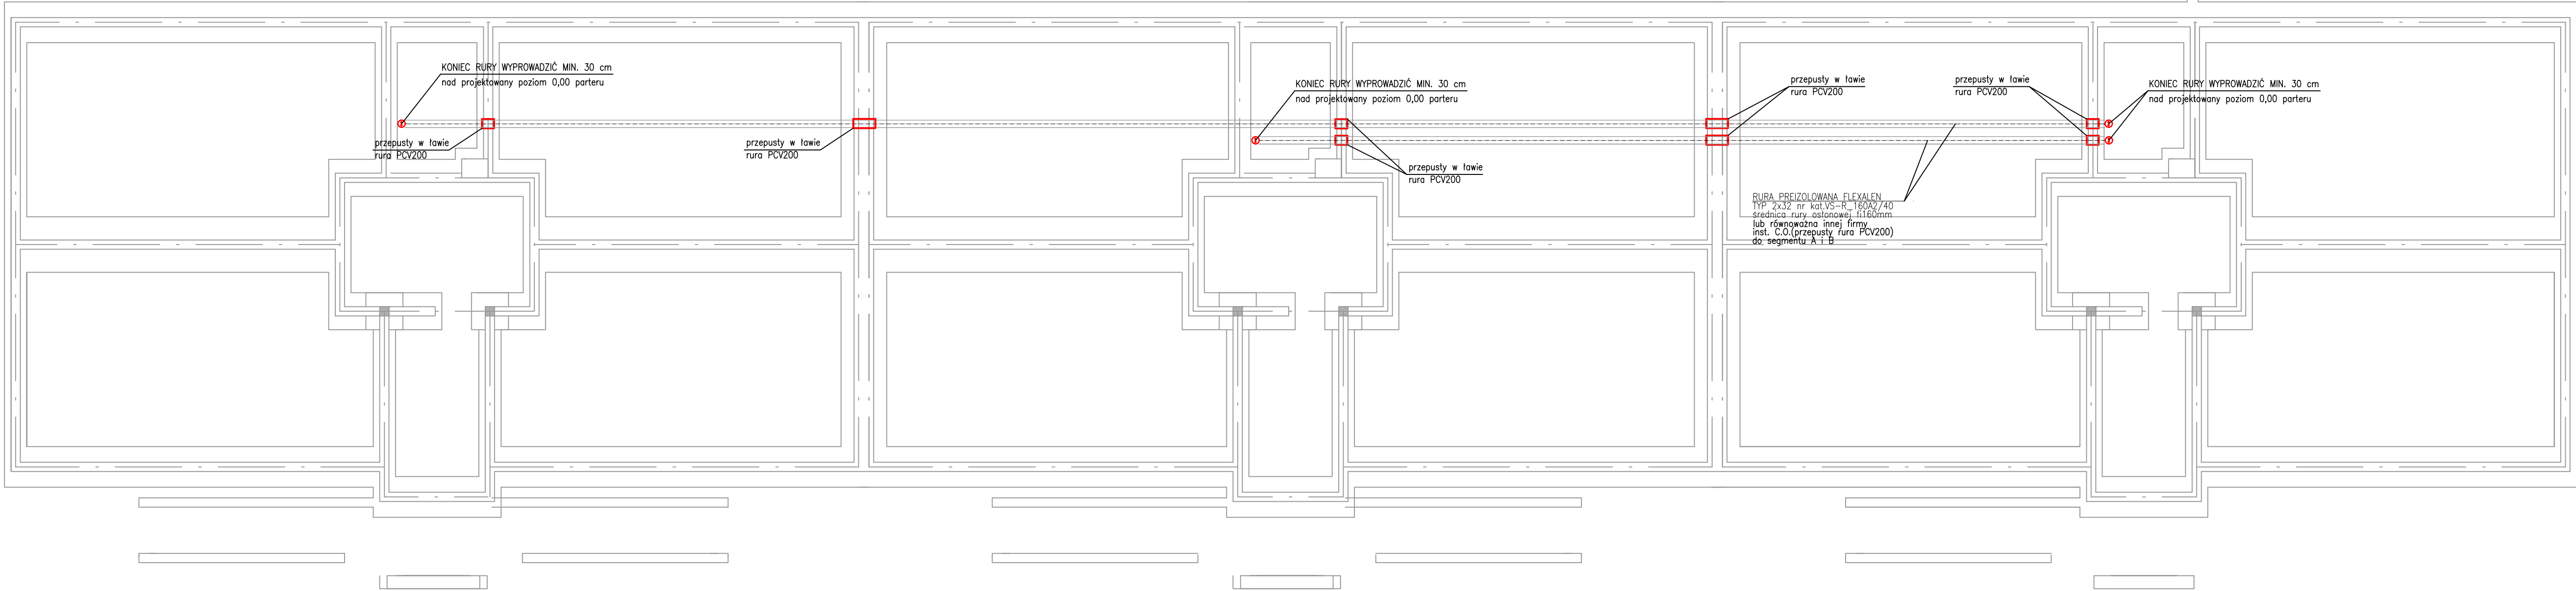 KONIEC RURY WYPROWADZIĆ MIN. 30 cm
nad projektowany poziom 0,00 parteru
przepusty w ławie
rura PCV200
przepusty w ławie
rura PCV200
KONIEC RURY WYPROWADZIĆ MIN. 30 cm
nad projektowany poziom 0,00 parteru
przepusty w ławie
rura PCV200
przepusty w ławie
rura PCV200
przepusty w ławie
rura PCV200
KONIEC RURY WYPROWADZIĆ MIN. 30 cm
nad projektowany poziom 0,00 parteru
RURA PREIZOLOWANA FLEXALEN
TYP 2x32 nr kat.VS-R_160A2/40
średnica rury osłonowej fi160mm
lub równoważna innej firmy
inst. C.O.(przepusty rura PCV200)
do segmentu A i B